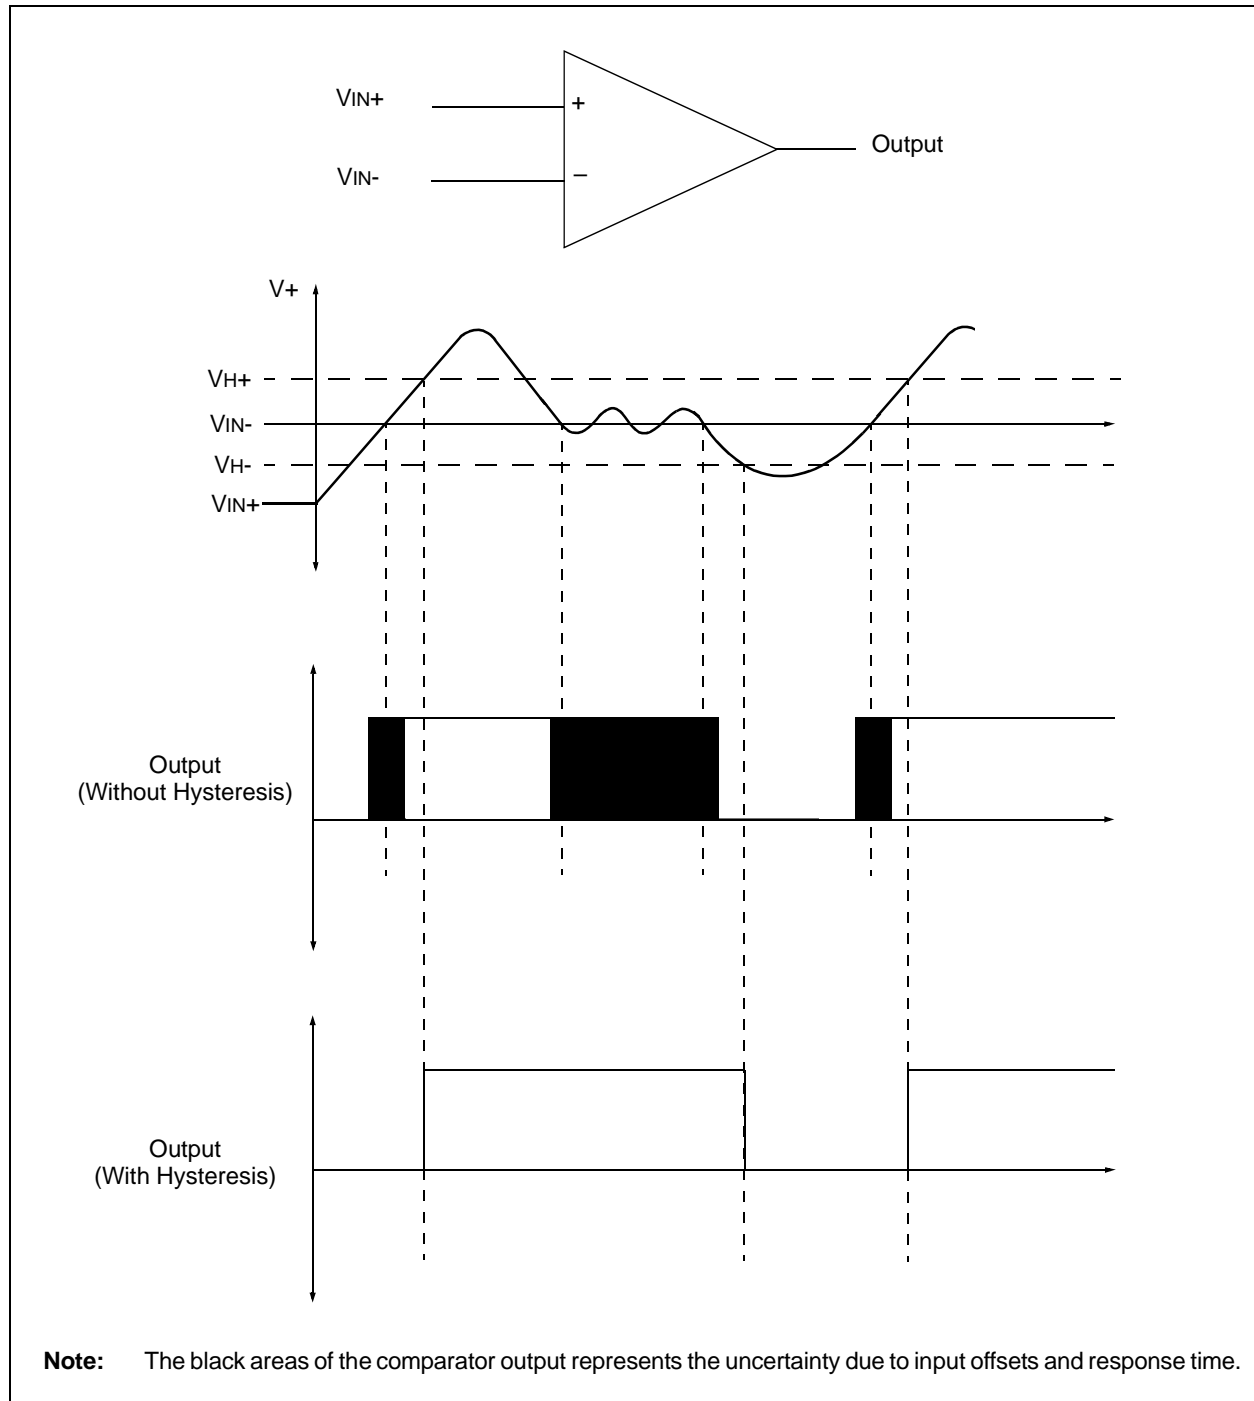 VIN+
+
Output
VIN-
–
V+
VH+
VIN-
VH-
VIN+
Output
(Without Hysteresis)
Output
(With Hysteresis)
Note: The black areas of the comparator output represents the uncertainty due to input offsets and response time.